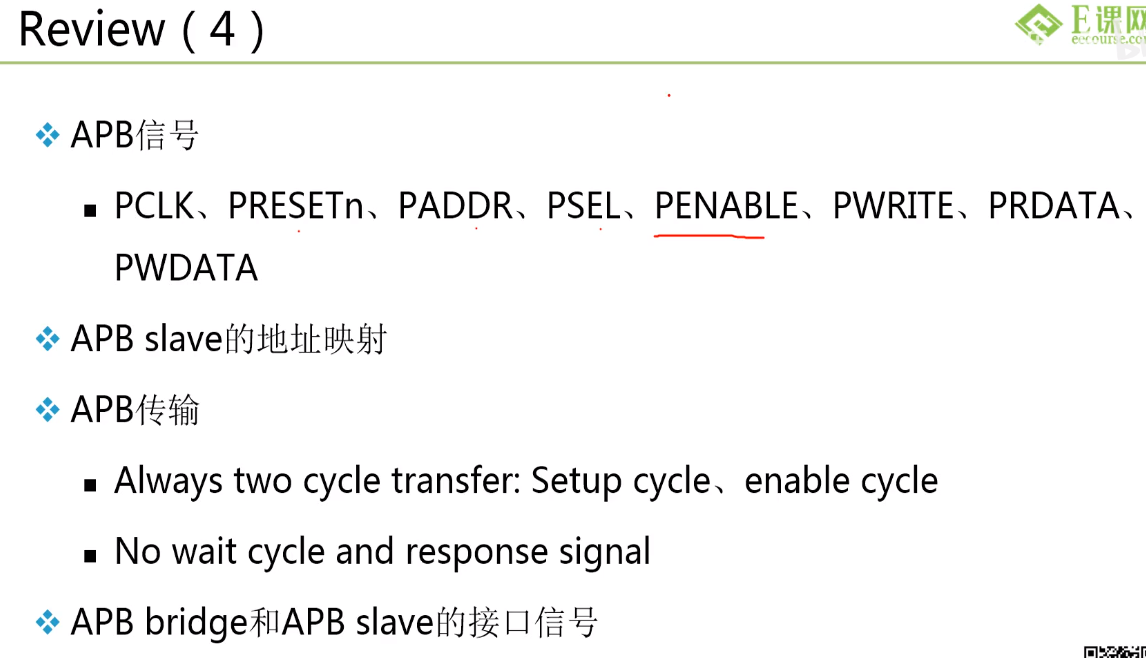 Review（4）
E课网
eecourse.com
APB信号
PCLK、PRESETn、PADDR、PSEL、PENABLE、PWRITE、PRDATA、
PWDATA
APB slave的地址映射
APB传输
Always two cycle transfer: Setup cycle、enable cycle
No wait cycle and response signal
APB bridge和APB slave的接口信号